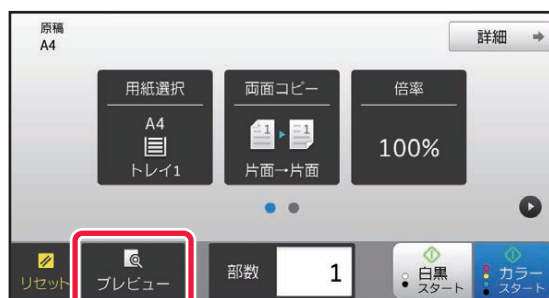 原稿
A4
詳細
用紙選択
両面コピー
倍率
A4
トレイ1
1
1
片面→片面
100%
リセット
プレビュー
部数
1
白黒
スタート
カラー
スタート